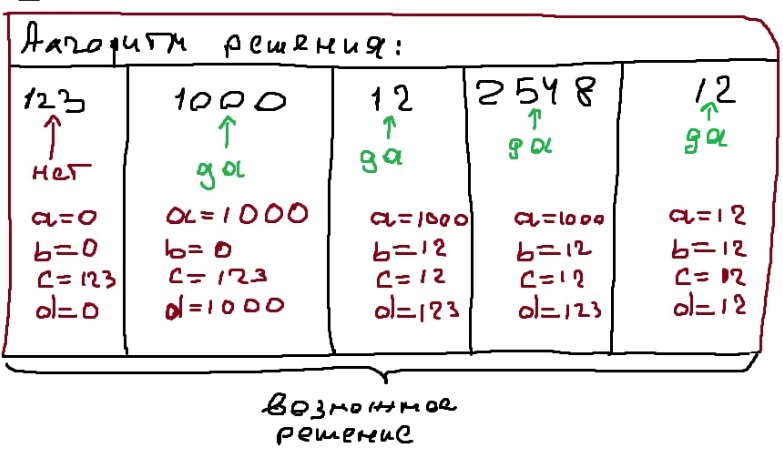 Алгоритм решения:
123 1000 12 2548 12
нет да да да да
a=0 a=1000 a=1000 a=1000 a=12
b=0 b=0 b=12 b=12 b=12
c=123 c=123 c=12 c=12 c=12
d=0 d=1000 d=123 d=123 d=12
возможное
решение